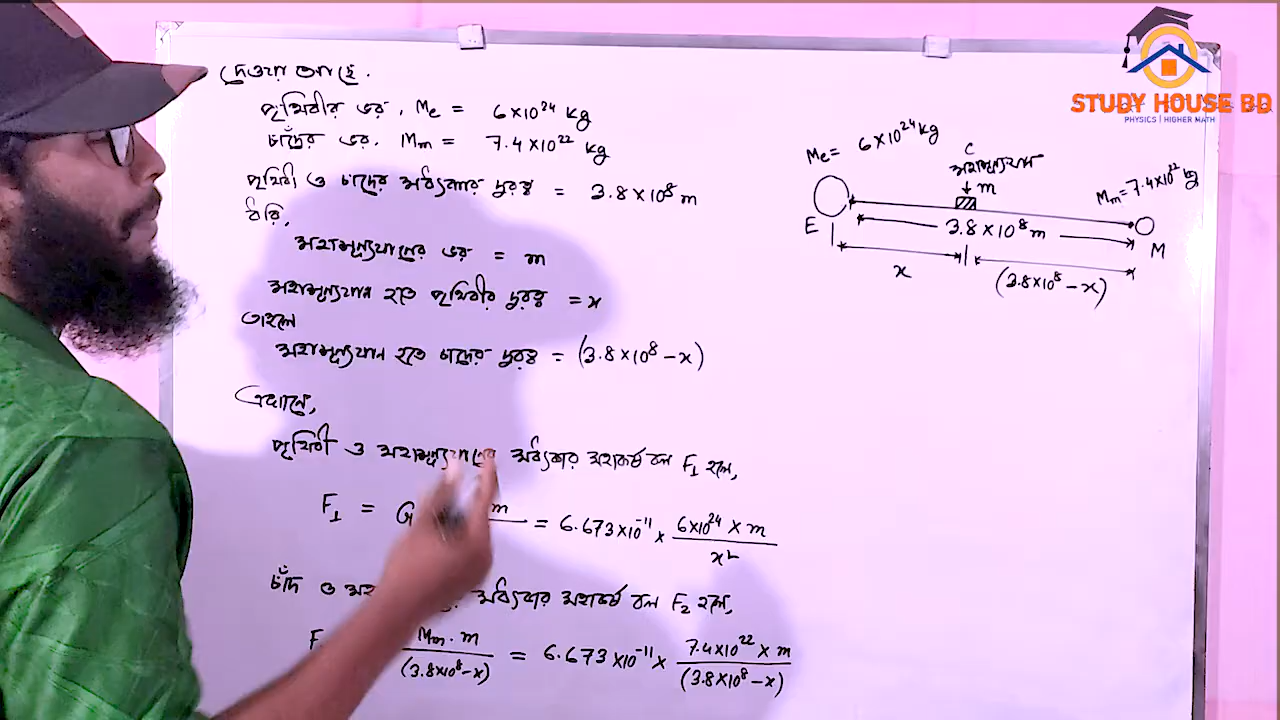 দেওয়া আছে.
পৃথিবীর ভর, Me = 6×10²⁴ kg
চাঁদের ভর, Mm = 7.4×10²² kg
পৃথিবী ও চাঁদের মধ্যকার দূরত্ব = 3.8×10⁸ m
ধরি,
মহাশূন্যযানের ভর = m
মহাশূন্যযান হতে পৃথিবীর দূরত্ব = x
তাহলে
মহাশূন্যযান হতে চাদের দূরত্ব = (3.8×10⁸ – x)
এখানে,
পৃথিবী ও মহাশূন্যযানের মধ্যকার মহাকর্ষ বল F₁ হলে,
F₁ = G m = 6.673×10⁻¹¹ × 6×10²⁴ × m / x²
চাঁদ ও মধ্যকার মহাকর্ষ বল F₂ হলে,
F Mm . m / (3.8×10⁸–x) = 6.673×10⁻¹¹ × 7.4×10²² × m / (3.8×10⁸–x)
STUDY HOUSE BD
PHYSICS | HIGHER MATH
Me = 6×10²⁴ kg
C
মহাশূন্যযান
m
Mm = 7.4×10²² kg
E
3.8×10⁸ m
M
x
(3.8×10⁸ – x)